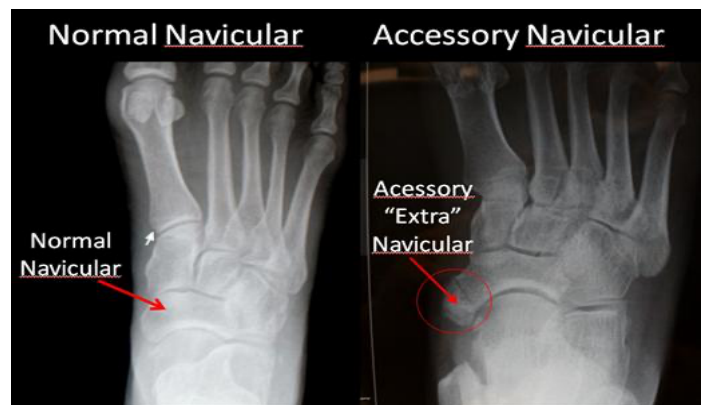 Normal Navicular
Accessory Navicular
Normal
Navicular
Acessory
“Extra”
Navicular